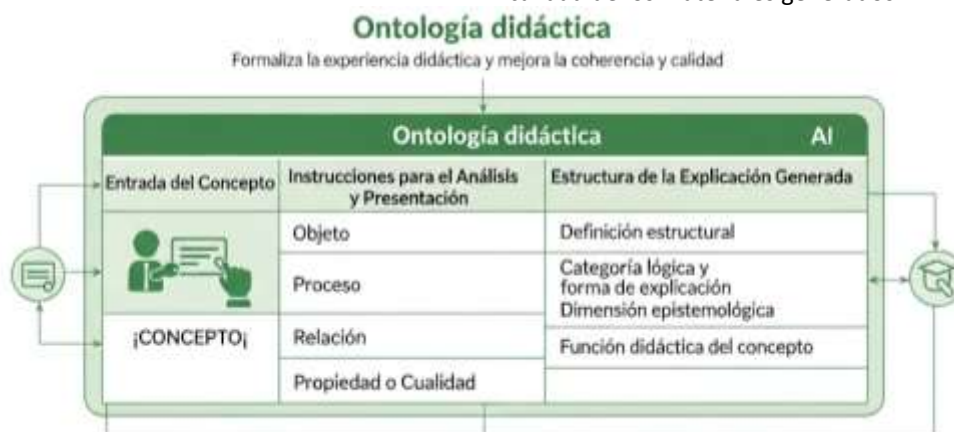 Ontología didáctica
Formaliza la experiencia didáctica y mejora la coherencia y calidad
Ontología didáctica
AI
Entrada del Concepto
Instrucciones para el Análisis
y Presentación
Estructura de la Explicación Generada
Objeto
Definición estructural
Proceso
Categoría lógica y
forma de explicación
Dimensión epistemológica
¡CONCEPTO¡
Relación
Función didáctica del concepto
Propiedad o Cualidad